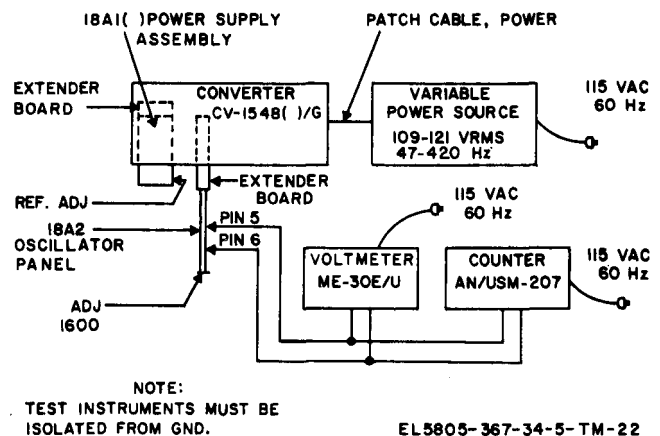 18A1( )POWER SUPPLY
ASSEMBLY
PATCH CABLE, POWER
EXTENDER
BOARD
CONVERTER
CV-1548( )/G
VARIABLE
POWER SOURCE
109-121 VRMS
47-420 Hz
115 VAC
60 Hz
REF. ADJ
EXTENDER
BOARD
18A2
OSCILLATOR
PANEL
PIN 5
PIN 6
115 VAC
60 Hz
VOLTMETER
ME-30E/U
COUNTER
AN/USM-207
115 VAC
60 Hz
ADJ
1600
NOTE:
TEST INSTRUMENTS MUST BE
ISOLATED FROM GND.
EL5805-367-34-5-TM-22